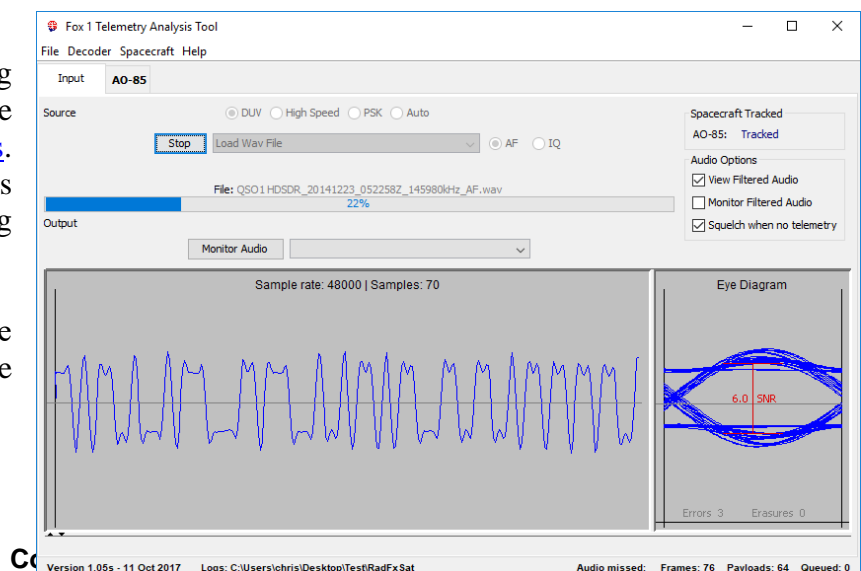 Fox 1 Telemetry Analysis Tool
File Decoder Spacecraft Help
Input AO-85
Source DUV High Speed PSK Auto
Stop Load Wav File AF IQ
File: QSO1 HDSDR_20141223_052258Z_145980kHz_AF.wav
22%
Output
Monitor Audio
Spacecraft Tracked
AO-85: Tracked
Audio Options
View Filtered Audio
Monitor Filtered Audio
Squelch when no telemetry
Sample rate: 48000 | Samples: 70
Eye Diagram
6.0 SNR
Errors 3 Erasures 0
Version 1.05s - 11 Oct 2017 Logs: C:\Users\chris\Desktop\Test\RadFxSat Audio missed: Frames: 76 Payloads: 64 Queued: 0